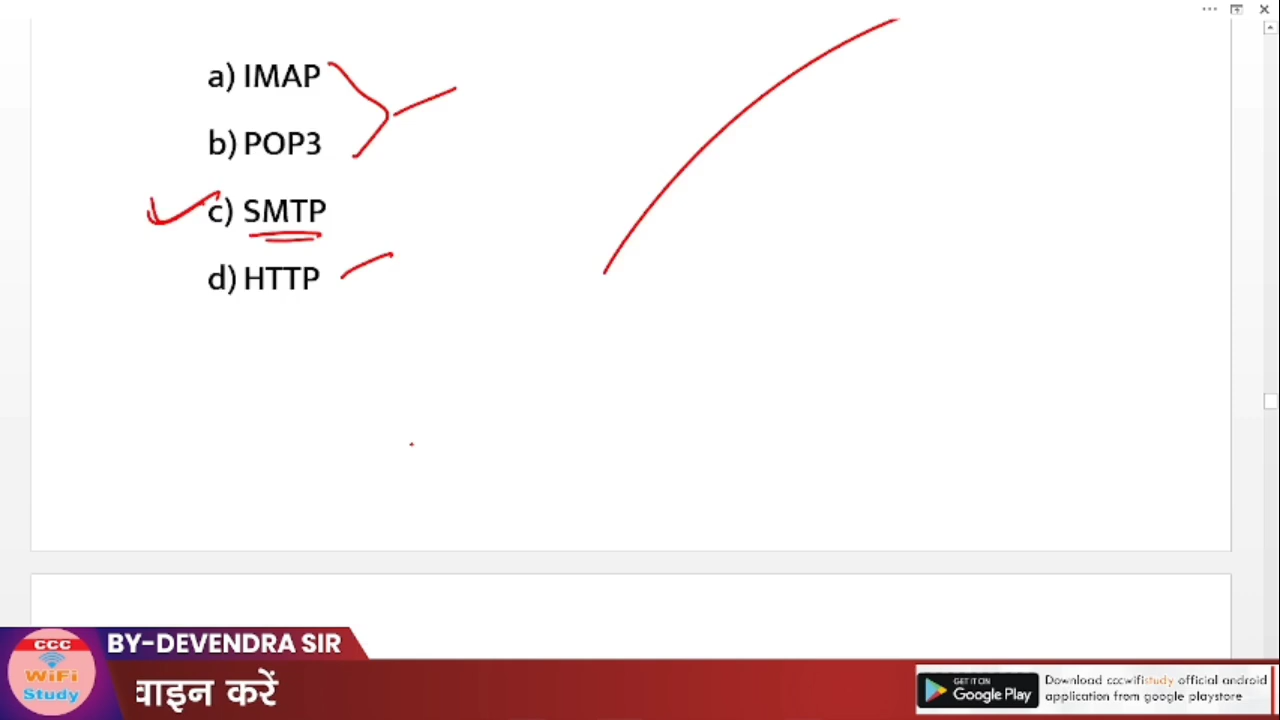 a) IMAP
b) POP3
c) SMTP
d) HTTP
BY-DEVENDRA SIR
CCC
WiFi
Study
वाइन करें
GET IT ON
Google Play
Download cccwifistudy official android
application from google playstore